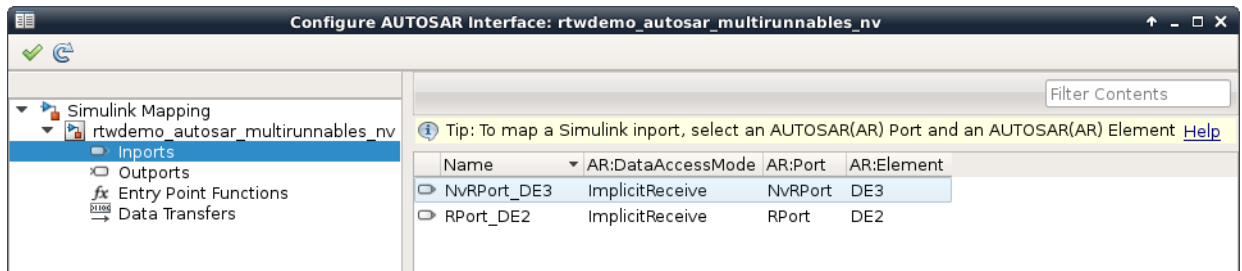 Configure AUTOSAR Interface: rtwdemo_autosar_multirunnables_nv
Filter Contents
Simulink Mapping
rtwdemo_autosar_multirunnables_nv
Inports
Outports
fx Entry Point Functions
Data Transfers
Tip: To map a Simulink inport, select an AUTOSAR(AR) Port and an AUTOSAR(AR) Element Help
Name AR:DataAccessMode AR:Port AR:Element
NvRPort_DE3 ImplicitReceive NvRPort DE3
RPort_DE2 ImplicitReceive RPort DE2